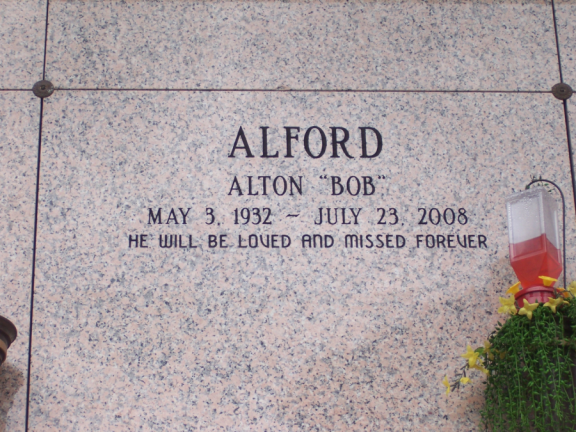 ALFORD
ALTON "BOB"
MAY 3, 1932 ~ JULY 23, 2008
HE WILL BE LOVED AND MISSED FOREVER